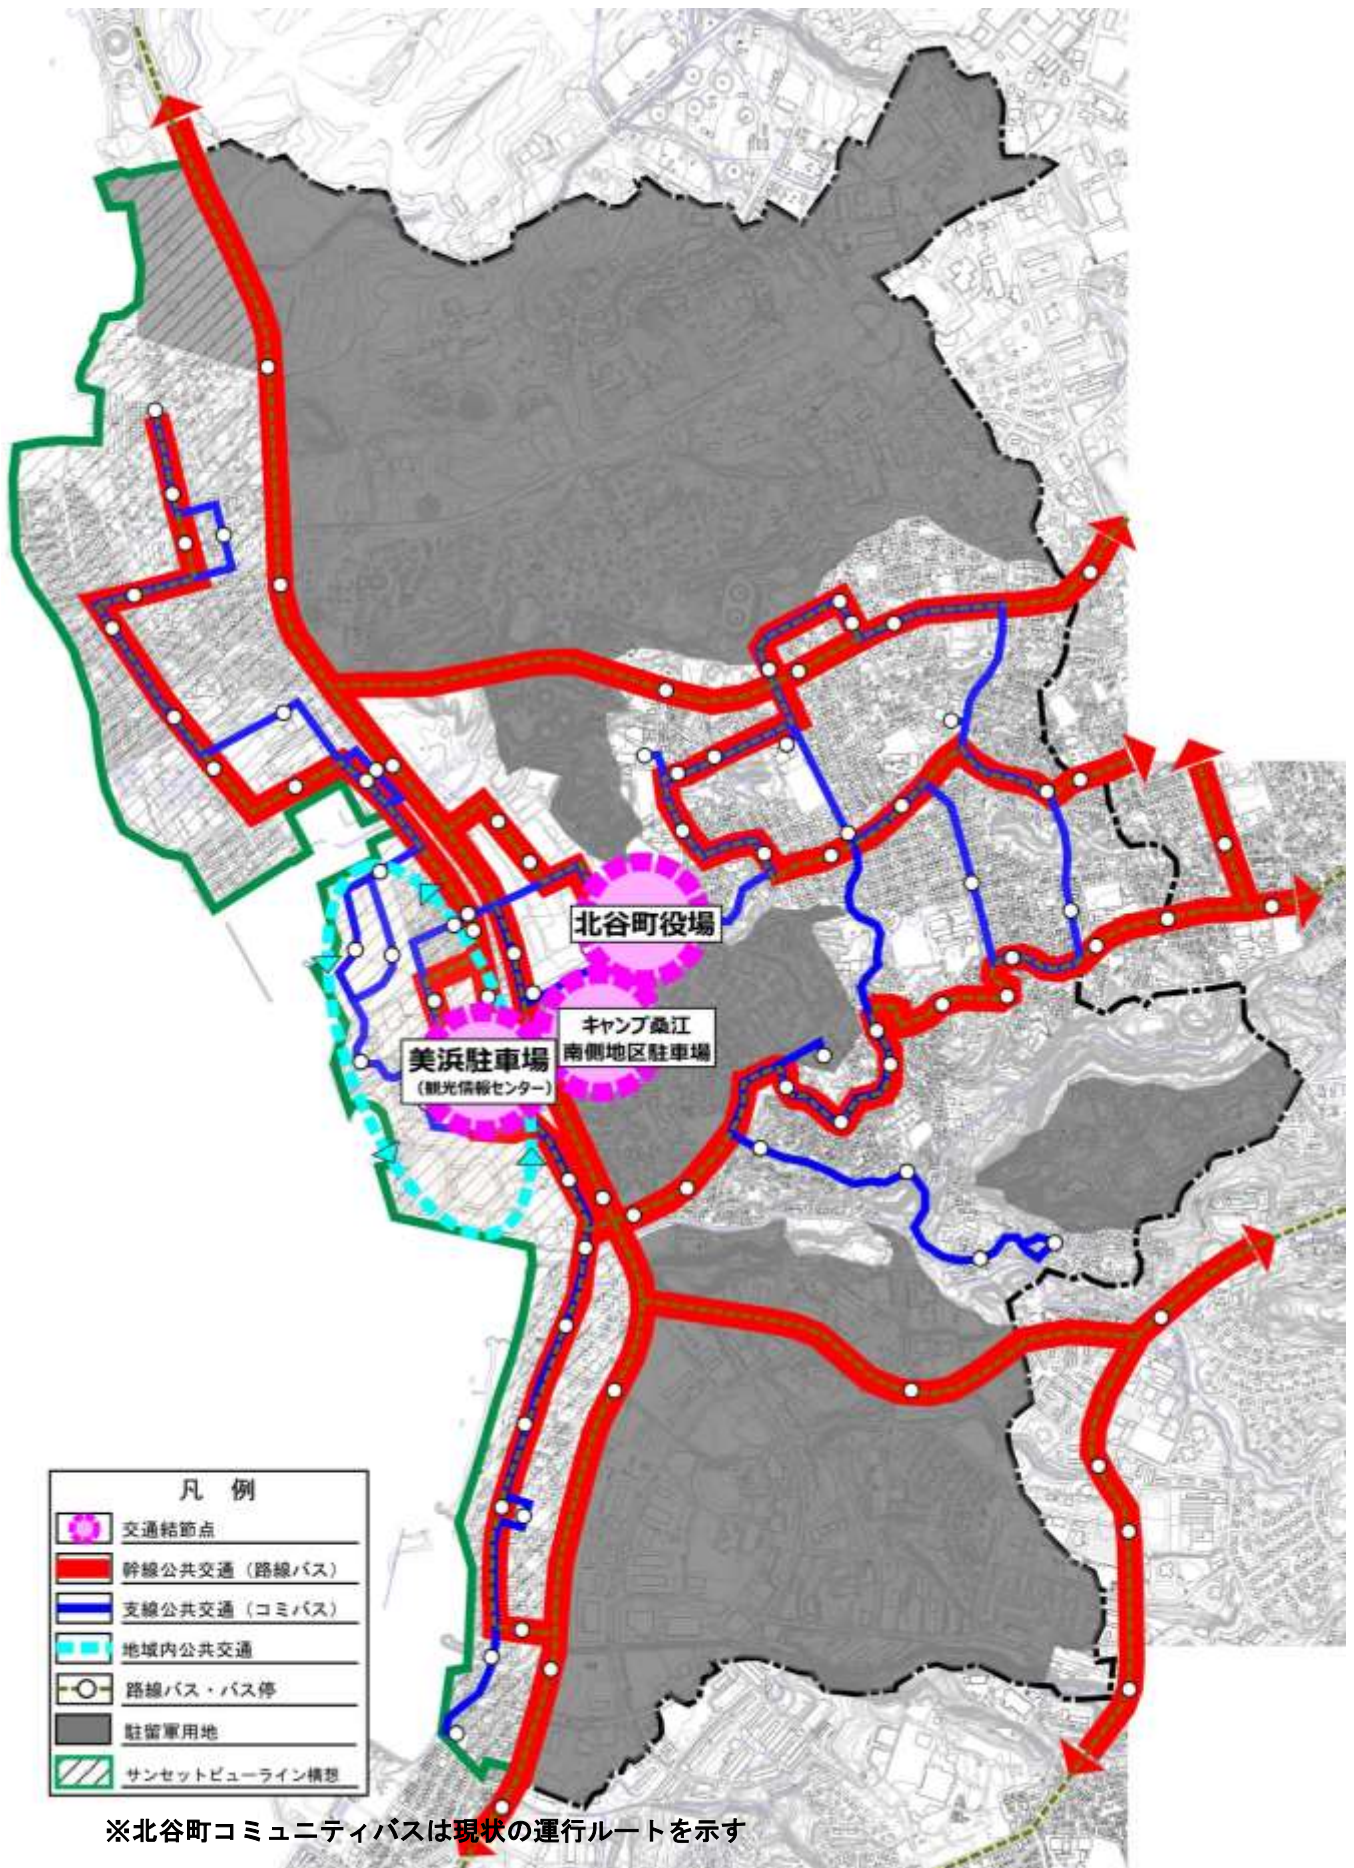 北谷町役場
キャンプ桑江
南側地区駐車場
美浜駐車場
（観光情報センター）
凡 例
交通結節点
幹線公共交通（路線バス）
支線公共交通（コミバス）
地域内公共交通
路線バス・バス停
駐留軍用地
サンセットビューライン構想
※北谷町コミュニティバスは現状の運行ルートを示す